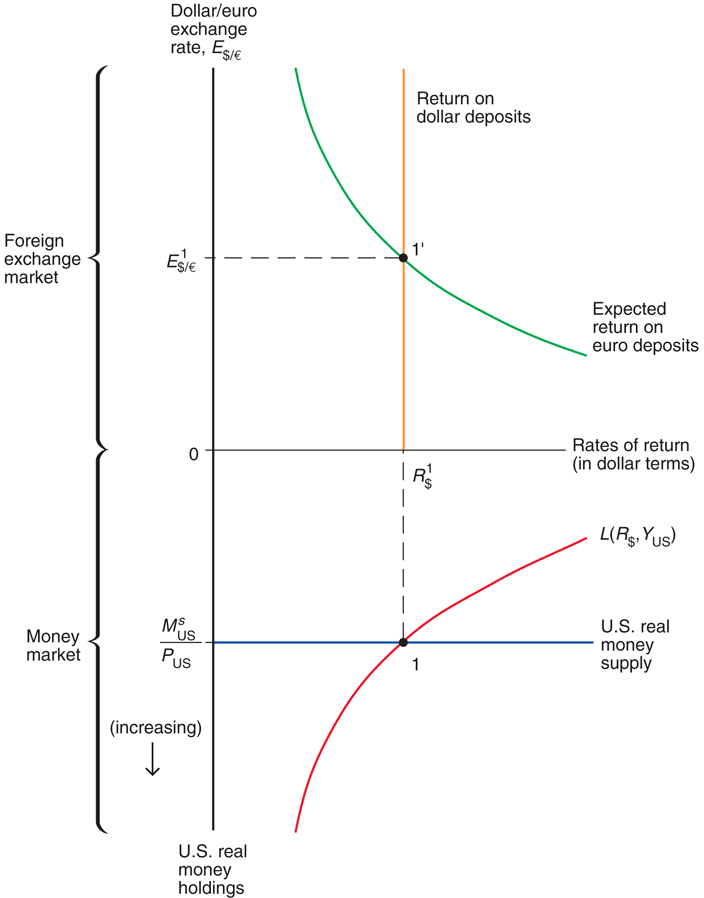 Dollar/euro
exchange
rate, E$/€
Return on
dollar deposits
Foreign
exchange
market
E¹$/€
1'
Expected
return on
euro deposits
0
Rates of return
(in dollar terms)
R¹$
L(R$, YUS)
MˢUS
PUS
U.S. real
money
supply
Money
market
1
(increasing)
U.S. real
money
holdings